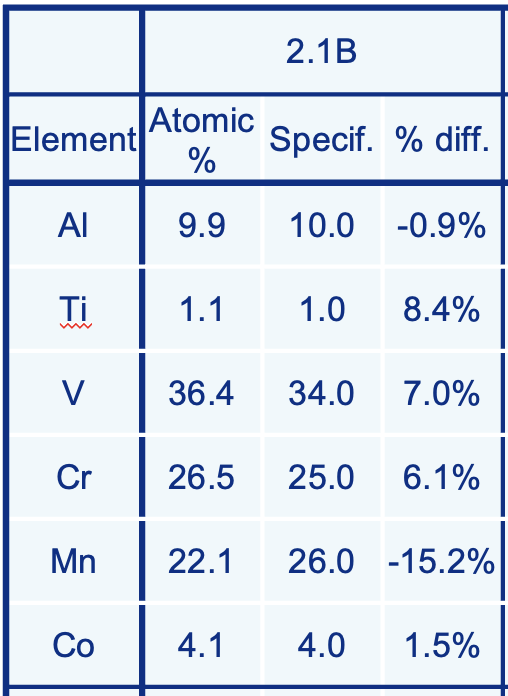 2.1B
Element Atomic % Specif. % diff.
Al 9.9 10.0 -0.9%
Ti 1.1 1.0 8.4%
V 36.4 34.0 7.0%
Cr 26.5 25.0 6.1%
Mn 22.1 26.0 -15.2%
Co 4.1 4.0 1.5%